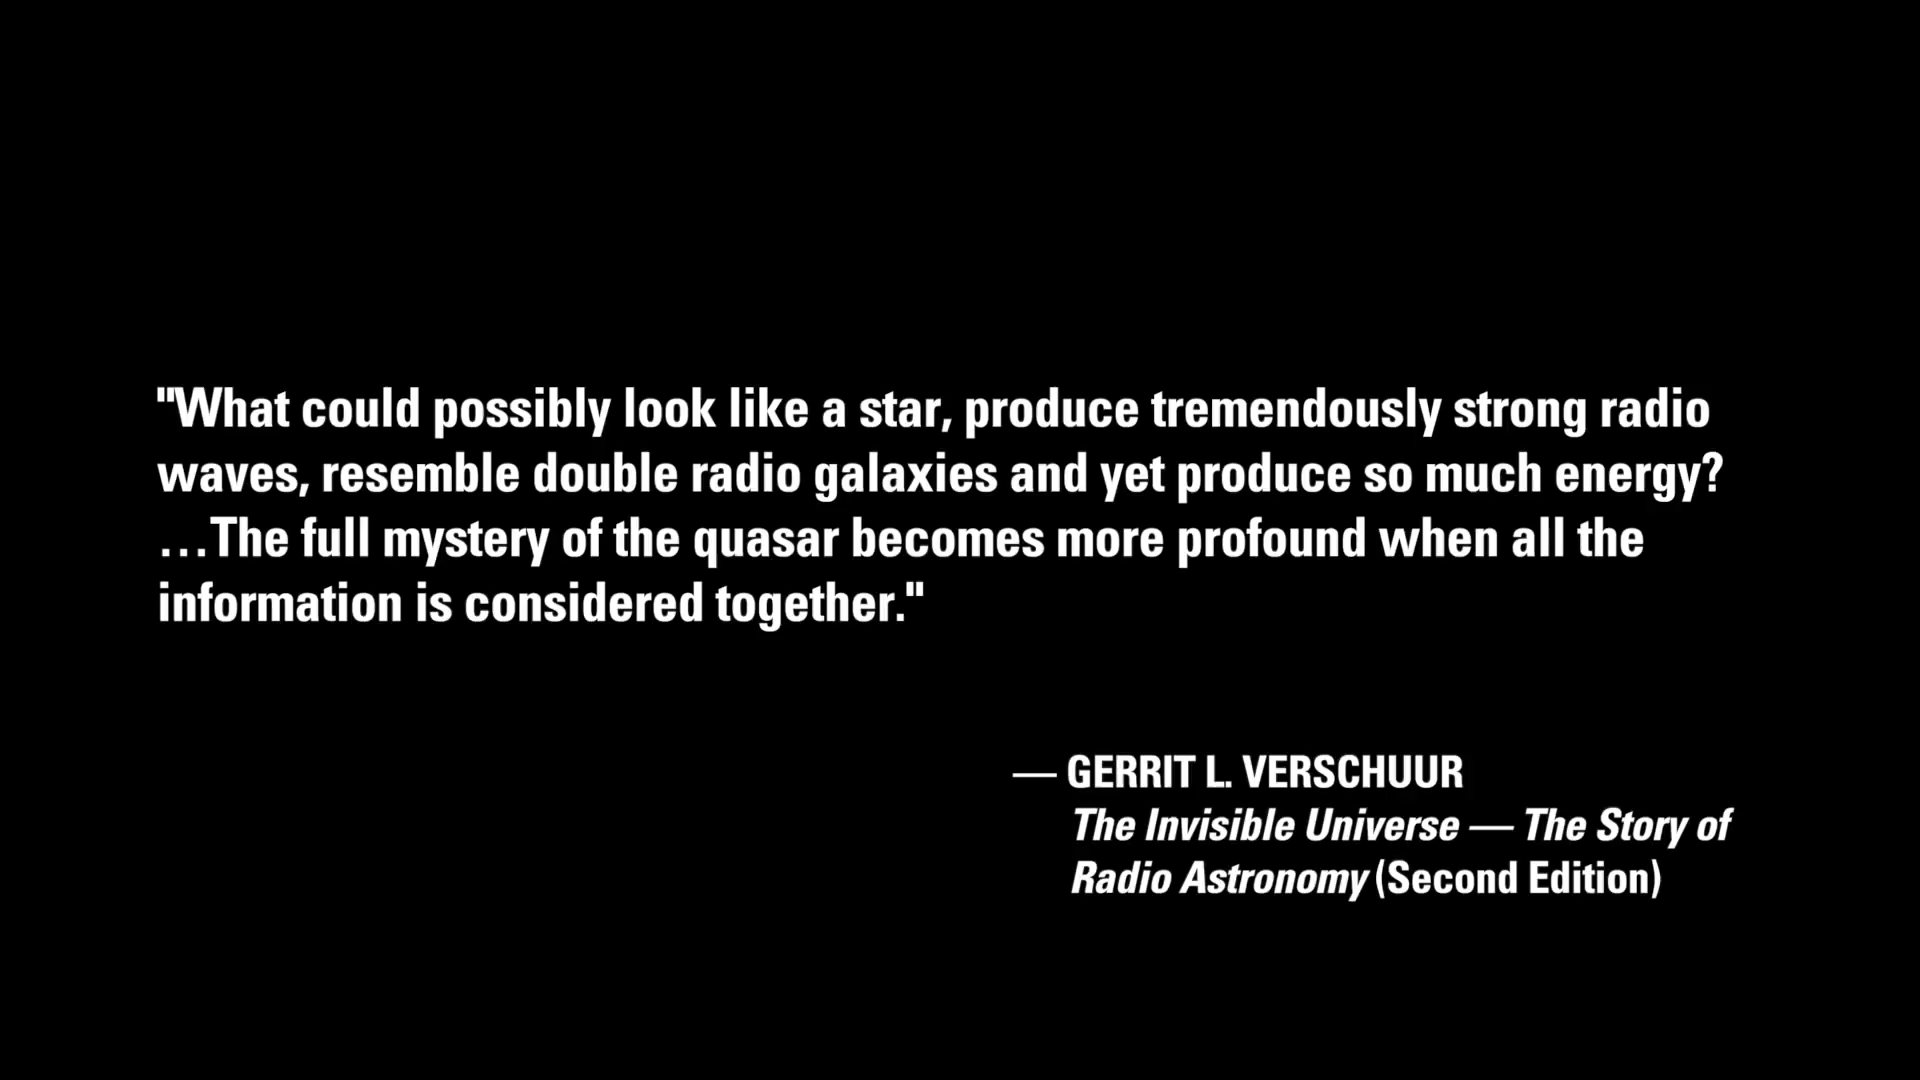 "What could possibly look like a star, produce tremendously strong radio
waves, resemble double radio galaxies and yet produce so much energy?
…The full mystery of the quasar becomes more profound when all the
information is considered together."
— GERRIT L. VERSCHUUR
The Invisible Universe — The Story of
Radio Astronomy (Second Edition)